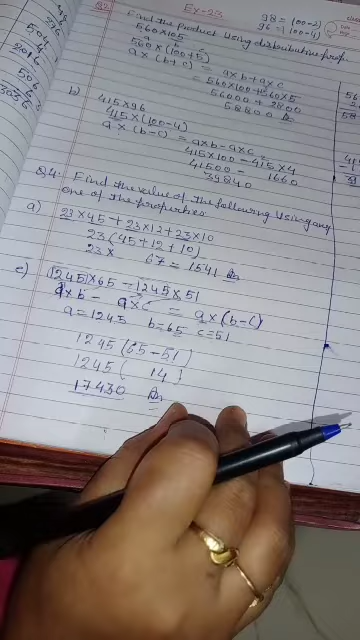 Ex-2B
98 = (100-2)
96 - (100-4)
Find the Product Using distributive prop.
560×105
a b c
560×(100+5)
a×(b+c) = a×b+a×c
560×100+560×5
56000 + 2800
58800 Ans
b) 415×96
415×(100-4)
a×(b-c) = a×b-a×c
415×100-415×4
41500 - 1660
39840
Q4. Find the value of the following Using any
one of the properties
a) 23×45+23×12+23×10
23(45+12+10)
23× 67 = 1541 Ans
c) 1245×65-1245×51
a×b - a×c = a×(b-c)
a=1245 b=65 c=51
1245(65-51)
1245( 14 )
17430 Ans